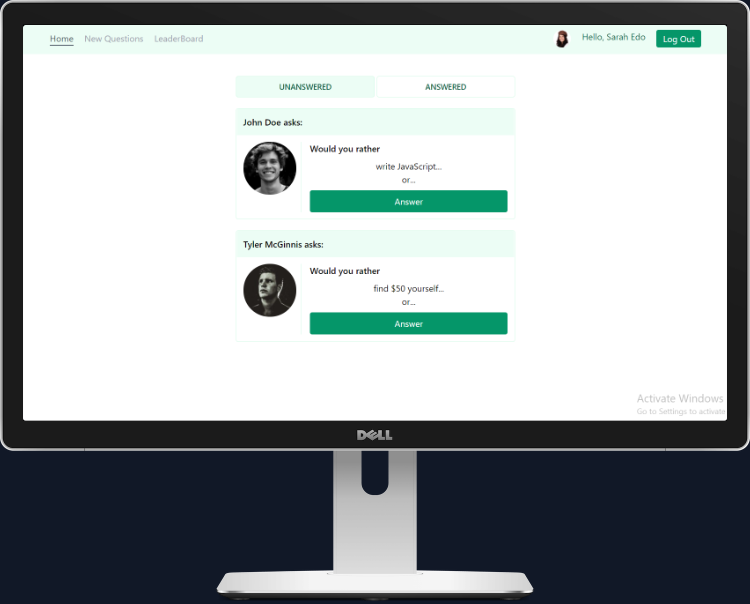 Home New Questions LeaderBoard Hello, Sarah Edo Log Out
UNANSWERED ANSWERED
John Doe asks:
Would you rather
write JavaScript...
or...
Answer
Tyler McGinnis asks:
Would you rather
find $50 yourself...
or...
Answer
Activate Windows
Go to Settings to activate
DELL